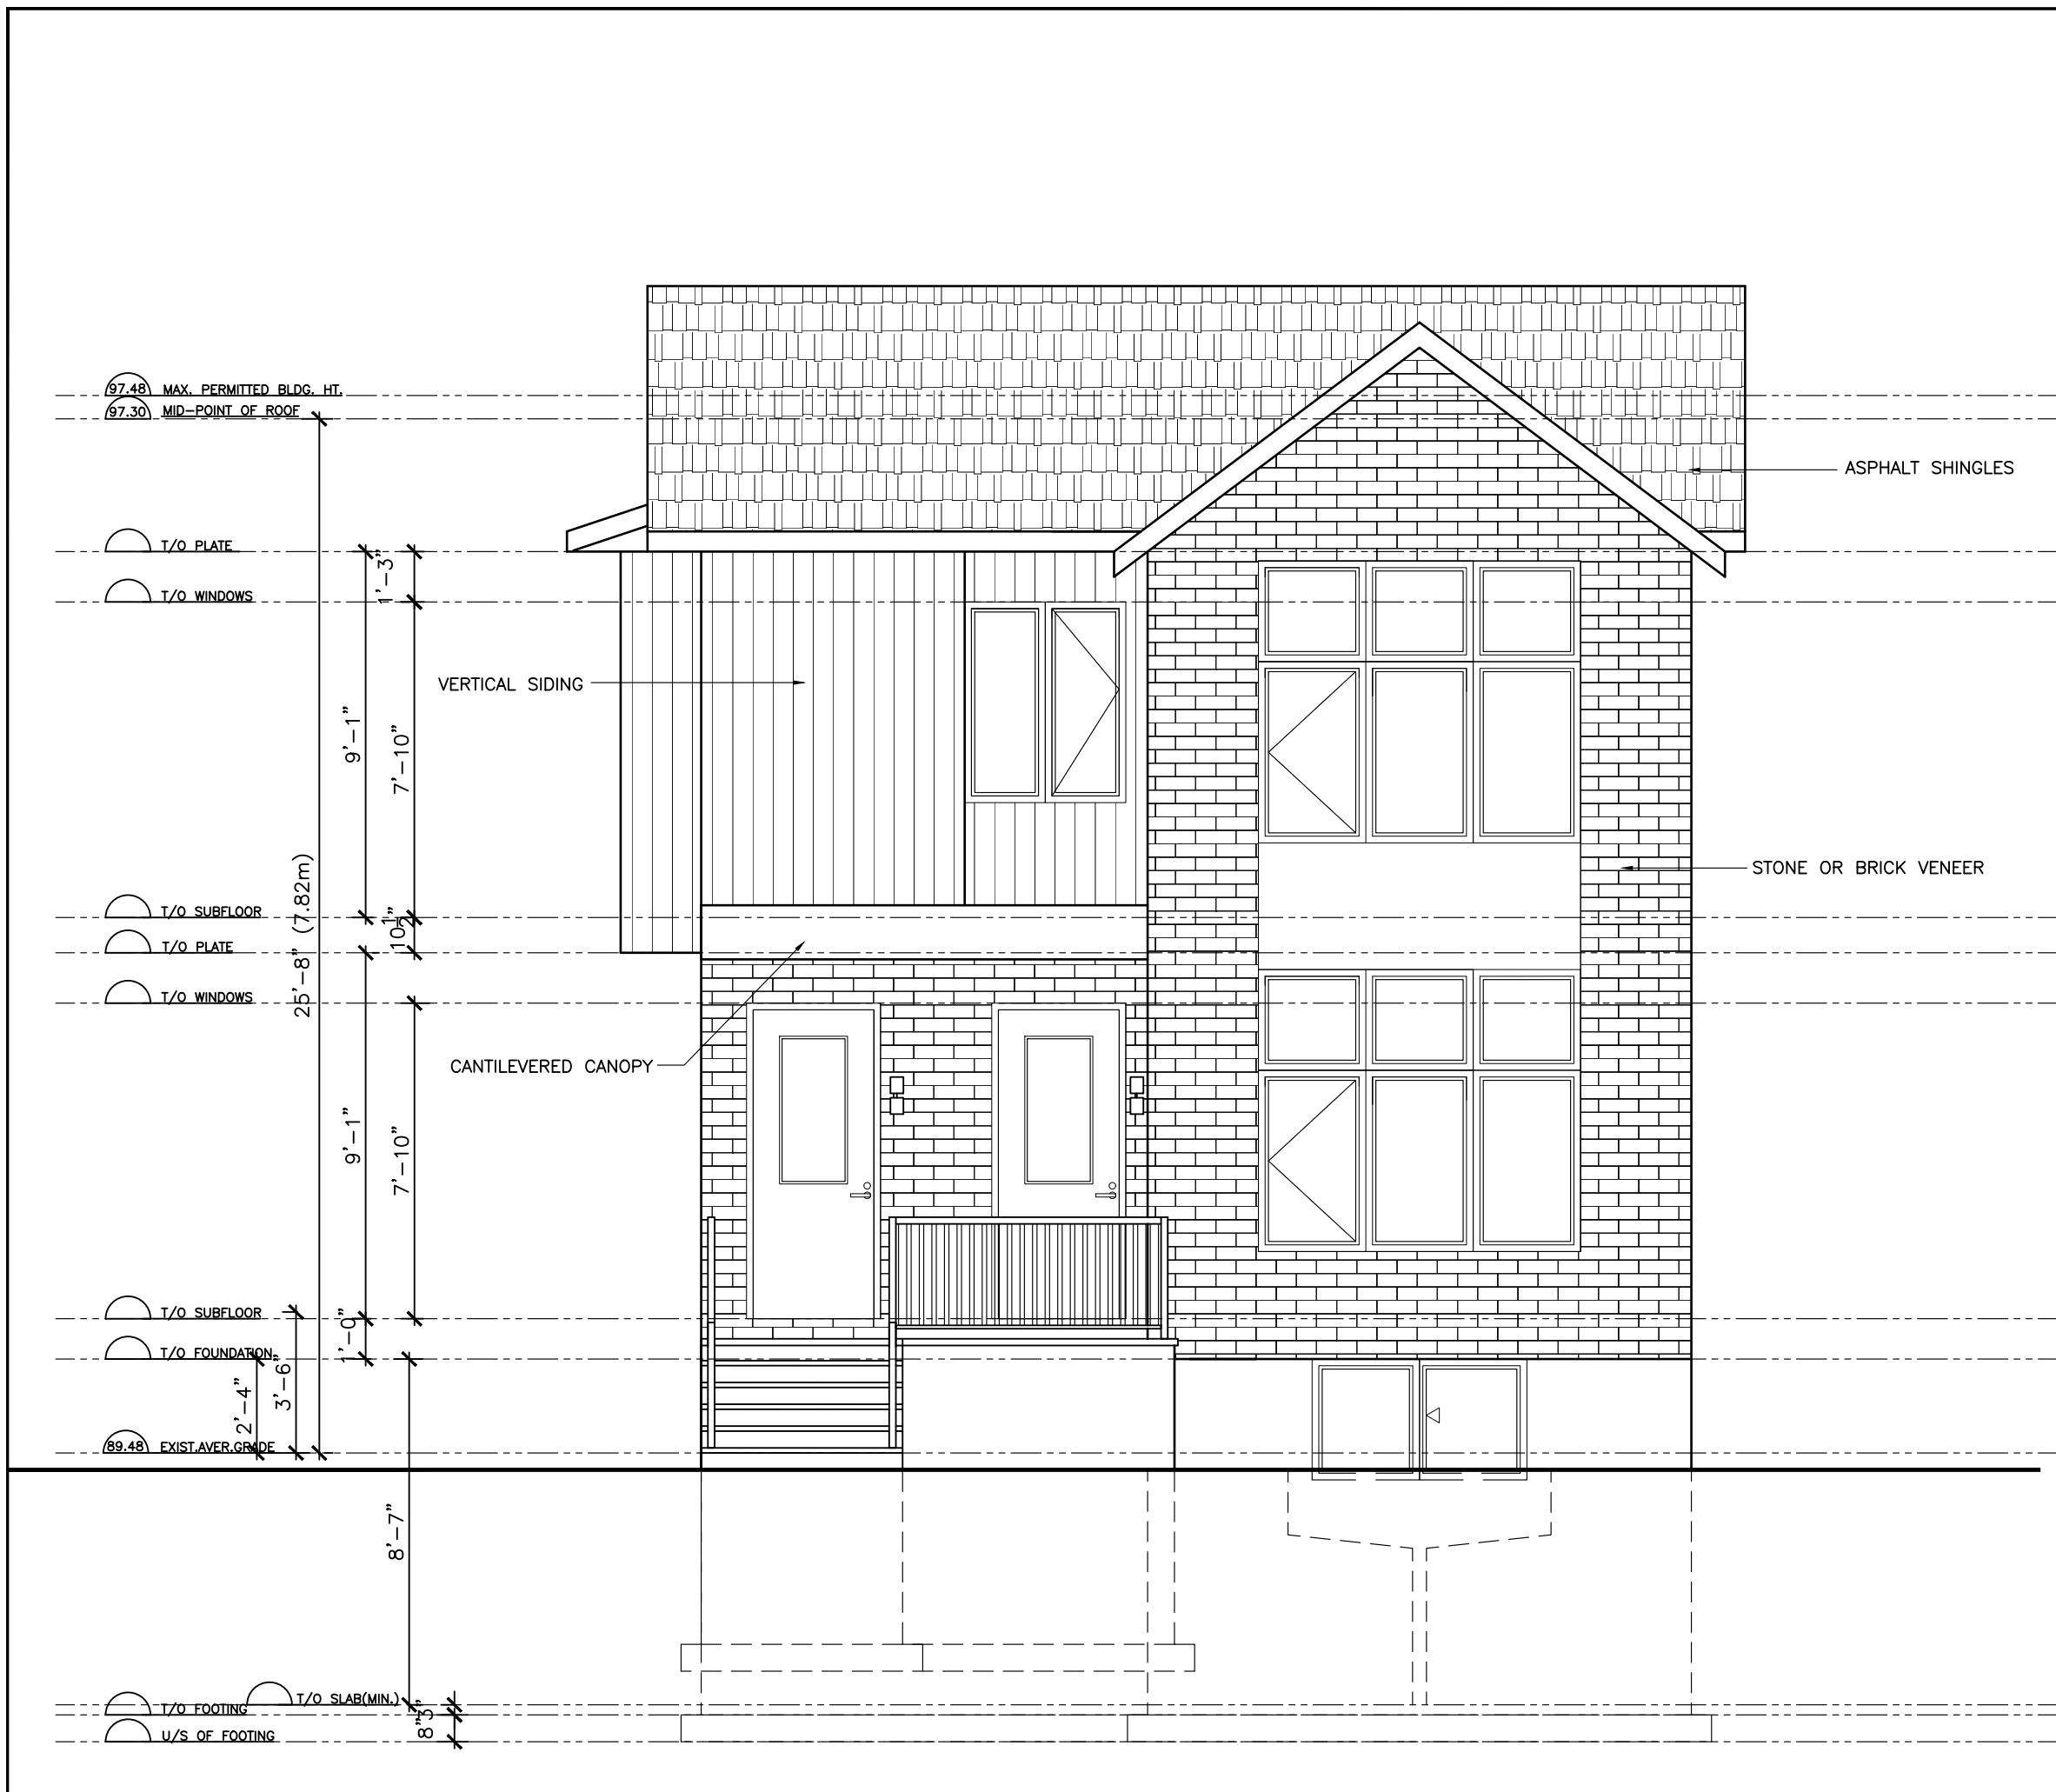 97.48 MAX. PERMITTED BLDG. HT.
97.30 MID-POINT OF ROOF
ASPHALT SHINGLES
T/O PLATE
1'-3"
T/O WINDOWS
VERTICAL SIDING
9'-1"
7'-10"
STONE OR BRICK VENEER
25'-8" (7.82m)
T/O SUBFLOOR
T/O PLATE
T/O WINDOWS
CANTILEVERED CANOPY
9'-1"
7'-10"
T/O SUBFLOOR
1'-0"
T/O FOUNDATION
3'-6"
2'-4"
89.48 EXIST.AVER.GRADE
8'-7"
T/O SLAB(MIN.)
T/O FOOTING
3"
8"
U/S OF FOOTING